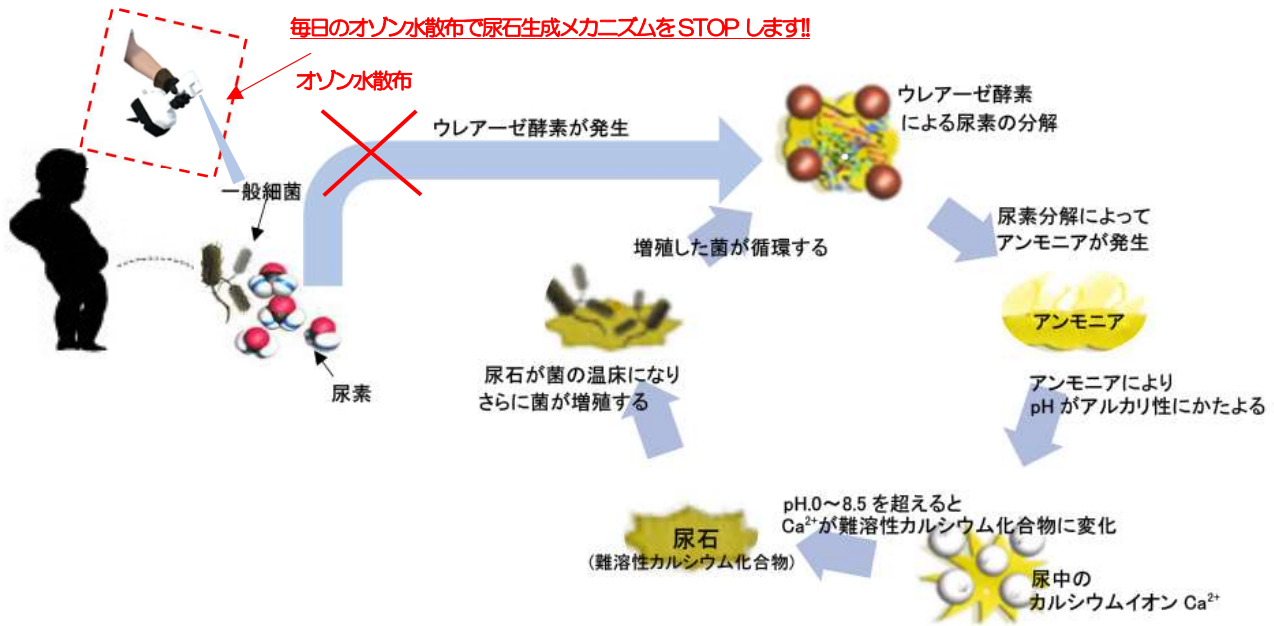 毎日のオゾン水散布で尿石生成メカニズムをSTOP します!!
オゾン水散布
ウレアーゼ酵素が発生
ウレアーゼ酵素
による尿素の分解
一般細菌
尿素
増殖した菌が循環する
尿素分解によって
アンモニアが発生
アンモニア
アンモニアにより
pH がアルカリ性にかたよる
尿石が菌の温床になり
さらに菌が増殖する
pH.0～8.5 を超えると
Ca²⁺が難溶性カルシウム化合物に変化
尿石
(難溶性カルシウム化合物)
尿中の
カルシウムイオン Ca²⁺